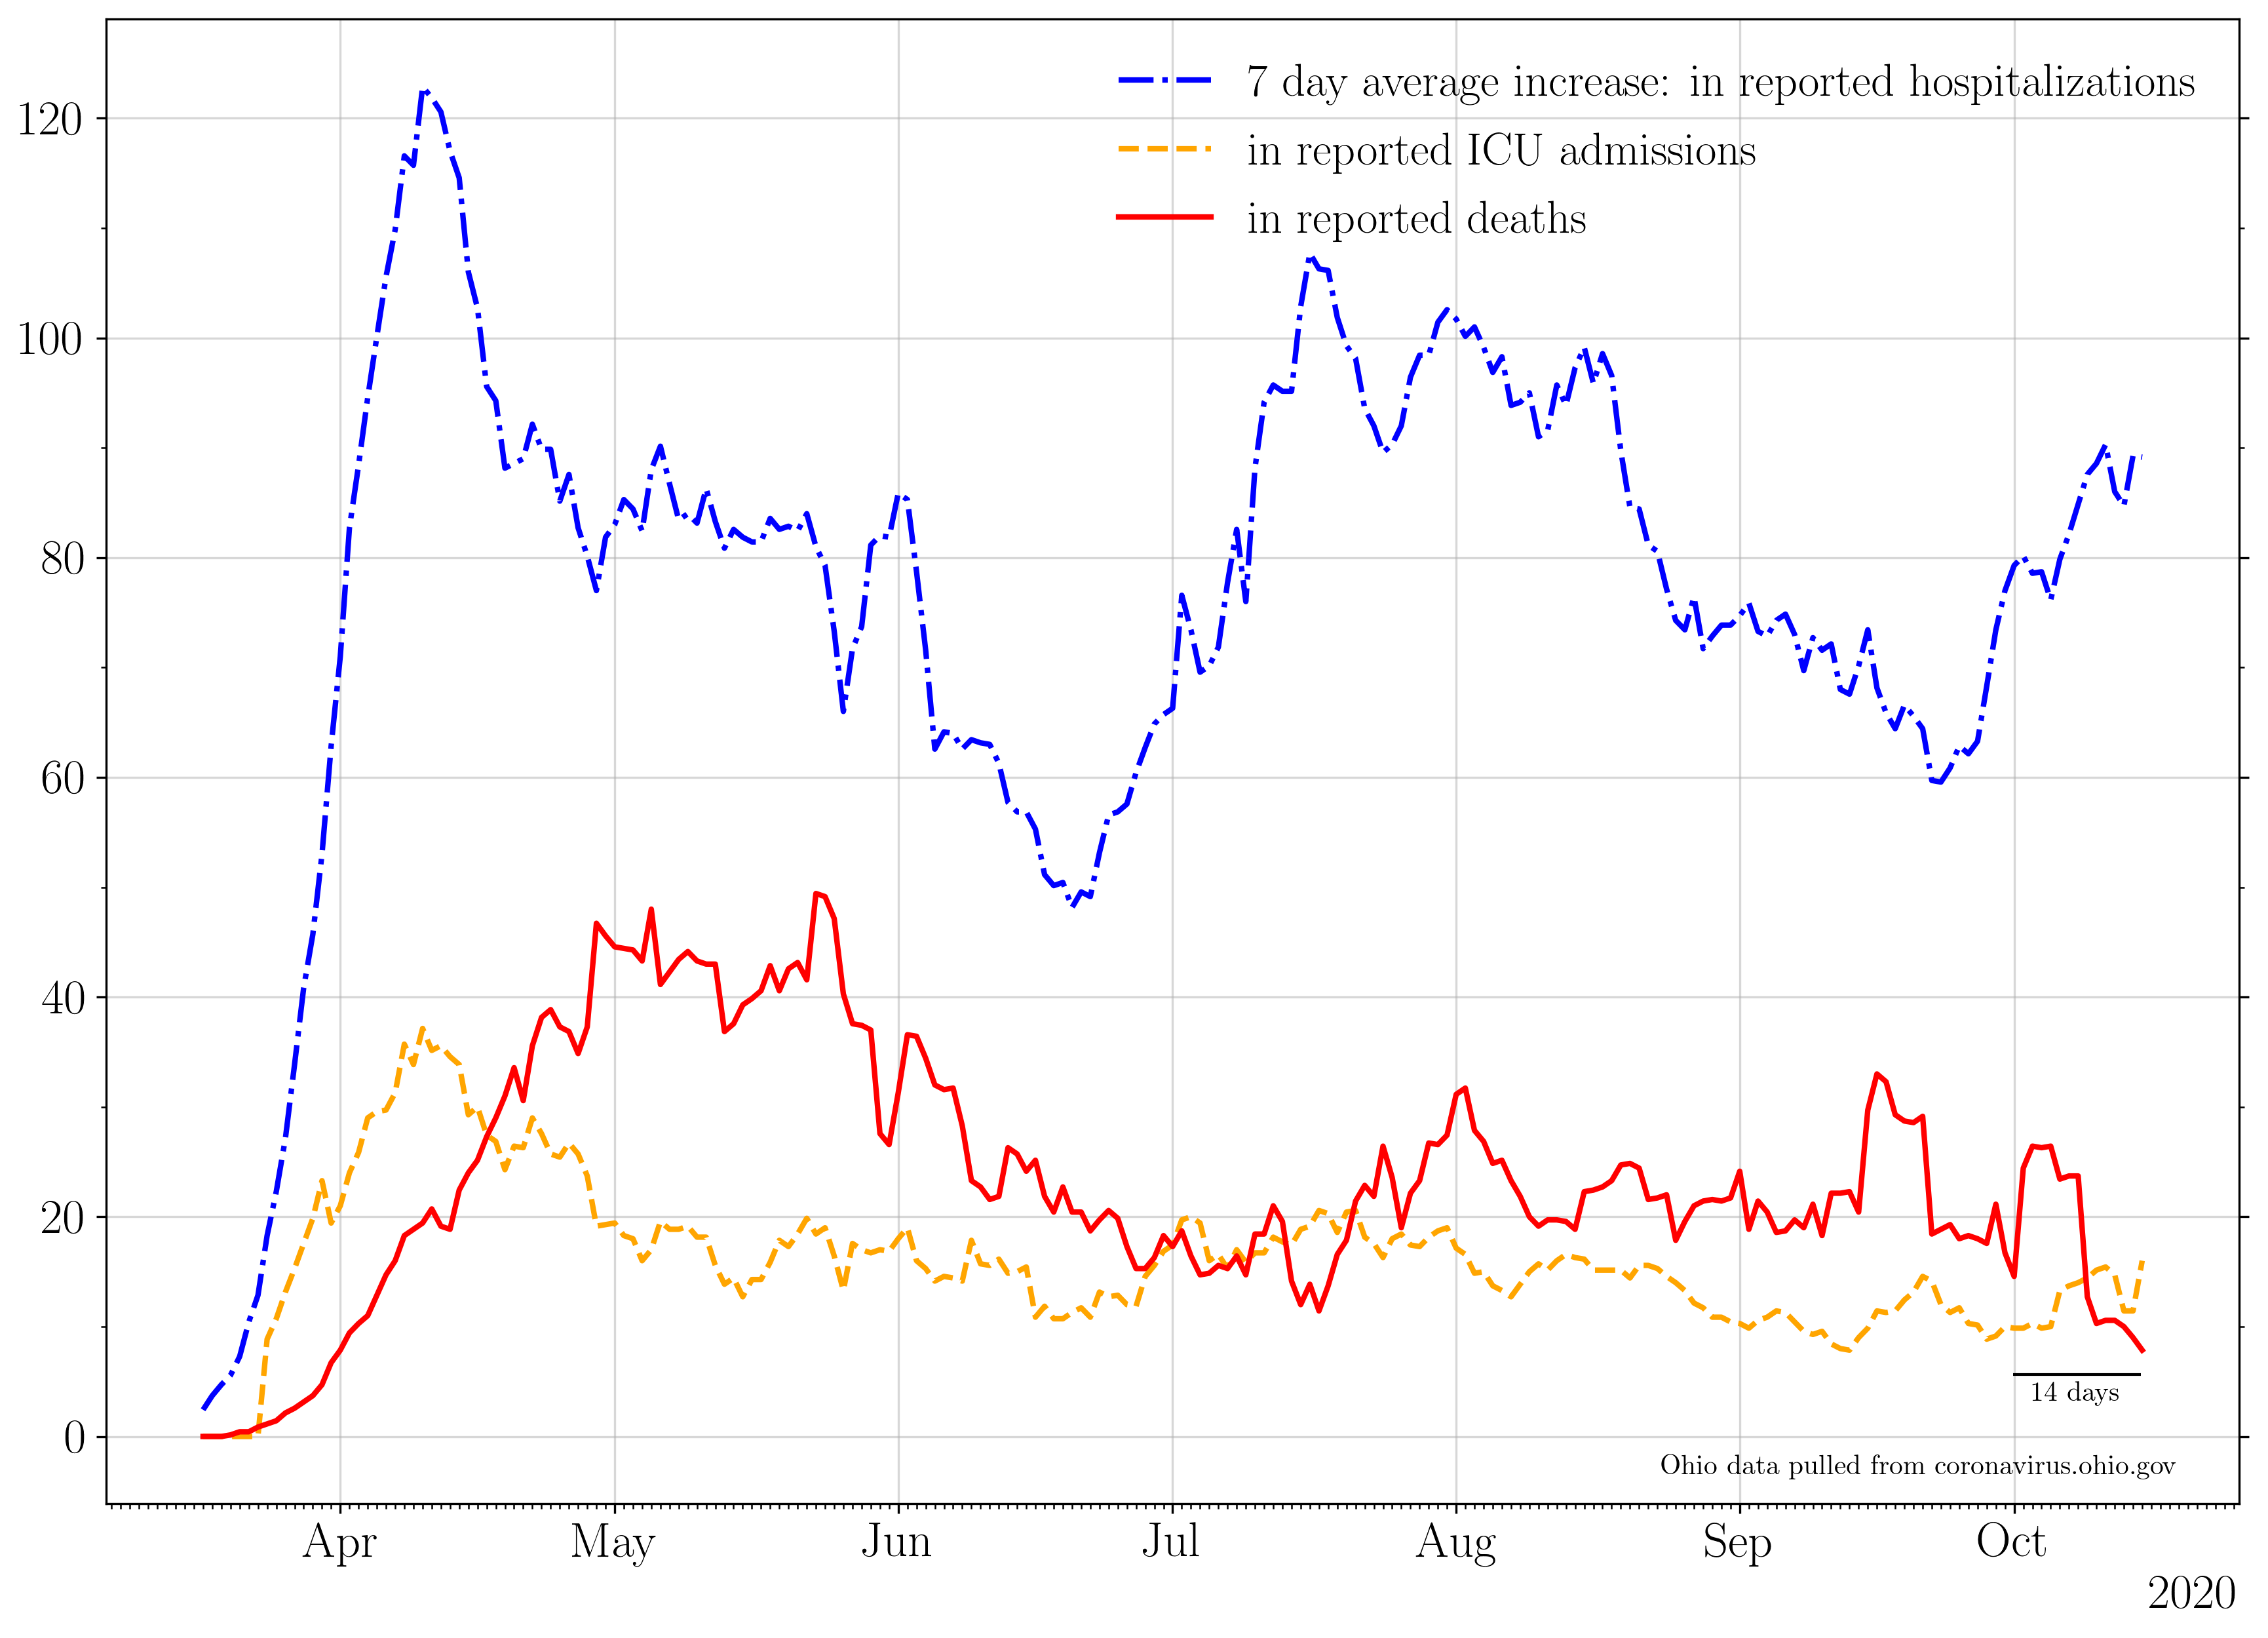 7 day average increase: in reported hospitalizations
in reported ICU admissions
in reported deaths
120
100
80
60
40
20
0
14 days
Ohio data pulled from coronavirus.ohio.gov
Apr May Jun Jul Aug Sep Oct
2020